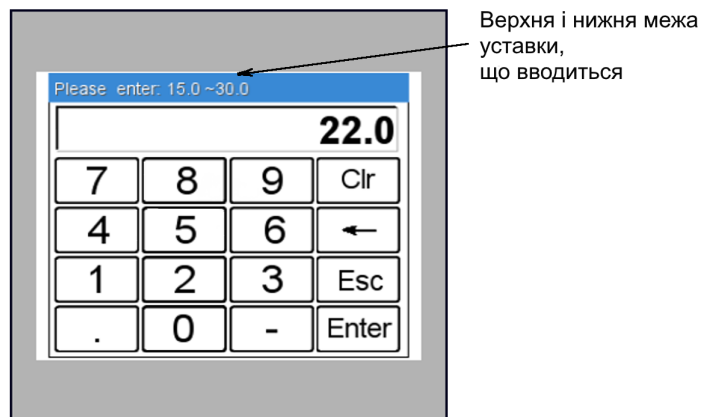 Верхня і нижня межа
уставки,
що вводиться
Please enter: 15.0 ~30.0
22.0
7 8 9 Clr
4 5 6 ←
1 2 3 Esc
. 0 - Enter